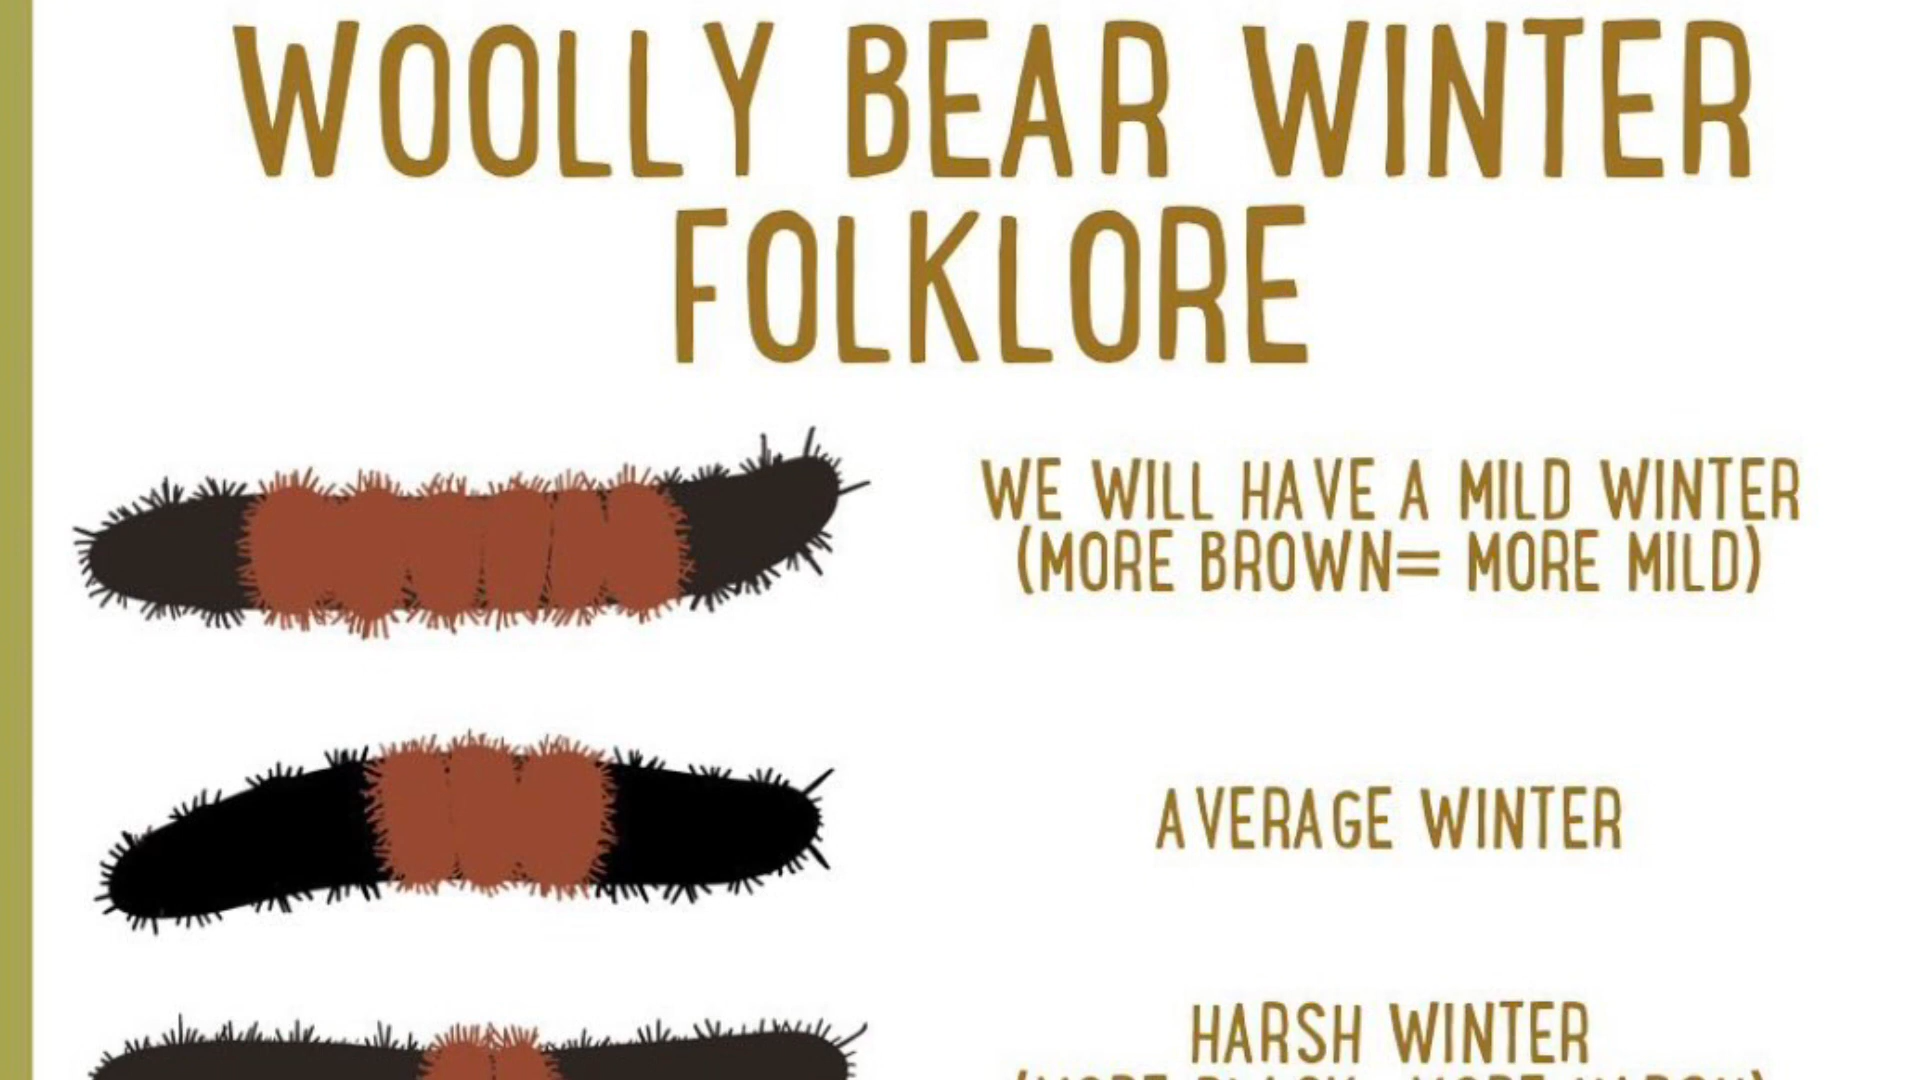 WOOLLY BEAR WINTER
FOLKLORE
WE WILL HAVE A MILD WINTER
(MORE BROWN= MORE MILD)
AVERAGE WINTER
HARSH WINTER